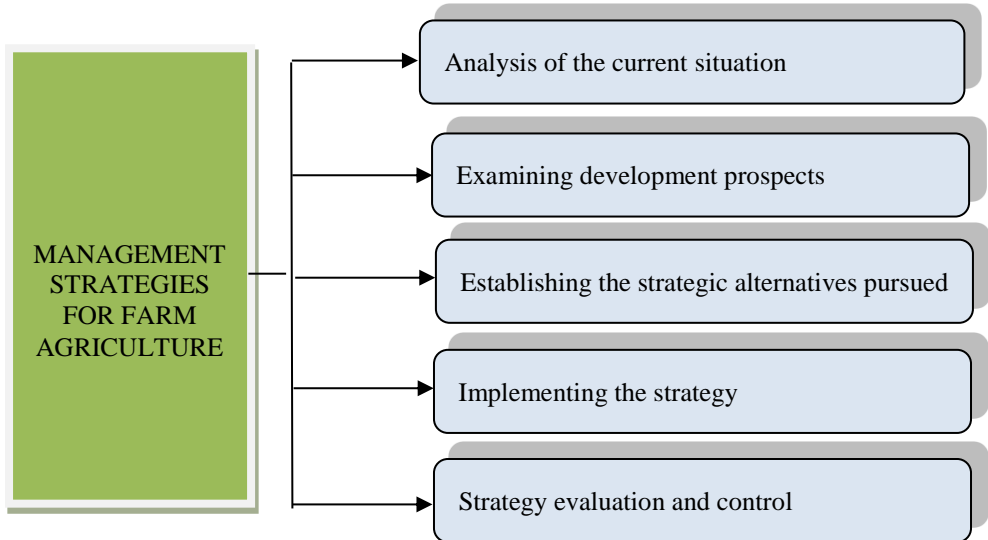 MANAGEMENT
STRATEGIES
FOR FARM
AGRICULTURE
Analysis of the current situation
Examining development prospects
Establishing the strategic alternatives pursued
Implementing the strategy
Strategy evaluation and control